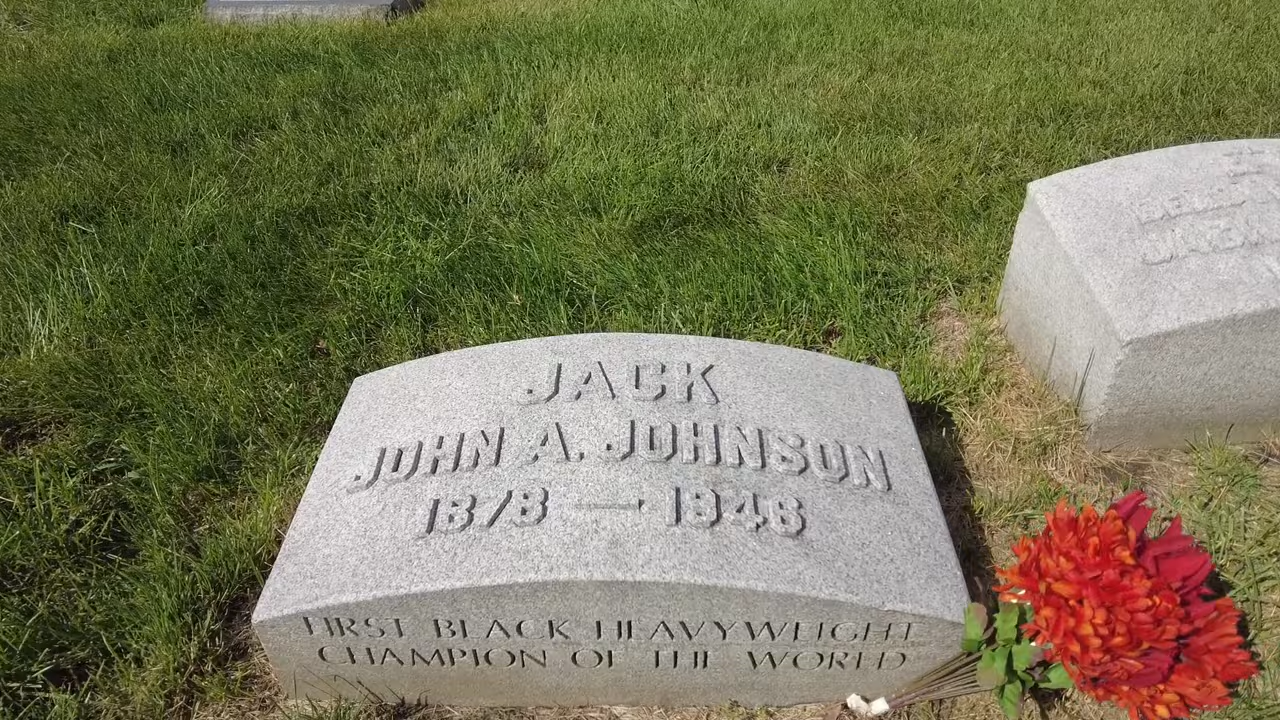 JACK
JOHN A. JOHNSON
1878 — 1946
FIRST BLACK HEAVYWEIGHT
CHAMPION OF THE WORLD